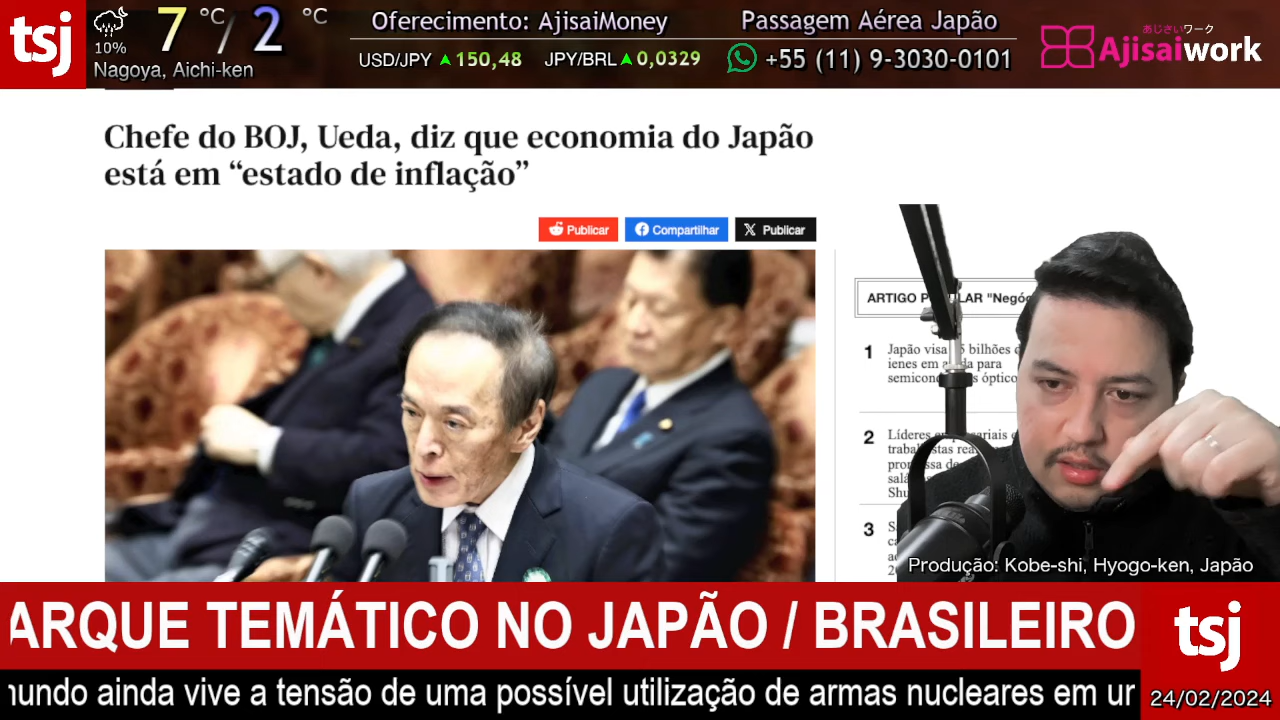 tsj
10%
7 °C / 2 °C
Nagoya, Aichi-ken
Oferecimento: AjisaiMoney
USD/JPY ▲ 150,48 JPY/BRL ▲ 0,0329
Passagem Aérea Japão
+55 (11) 9-3030-0101
あじさいワーク
Ajisaiwork
Chefe do BOJ, Ueda, diz que economia do Japão
está em “estado de inflação”
Publicar Compartilhar Publicar
ARTIGO "Negóc
1 Japão visa bilhões
ienes em para
óptico
2 Líderes
3
Produção: Kobe-shi, Hyogo-ken, Japão
ARQUE TEMÁTICO NO JAPÃO / BRASILEIRO
tsj
undo ainda vive a tensão de uma possível utilização de armas nucleares em ur
24/02/2024